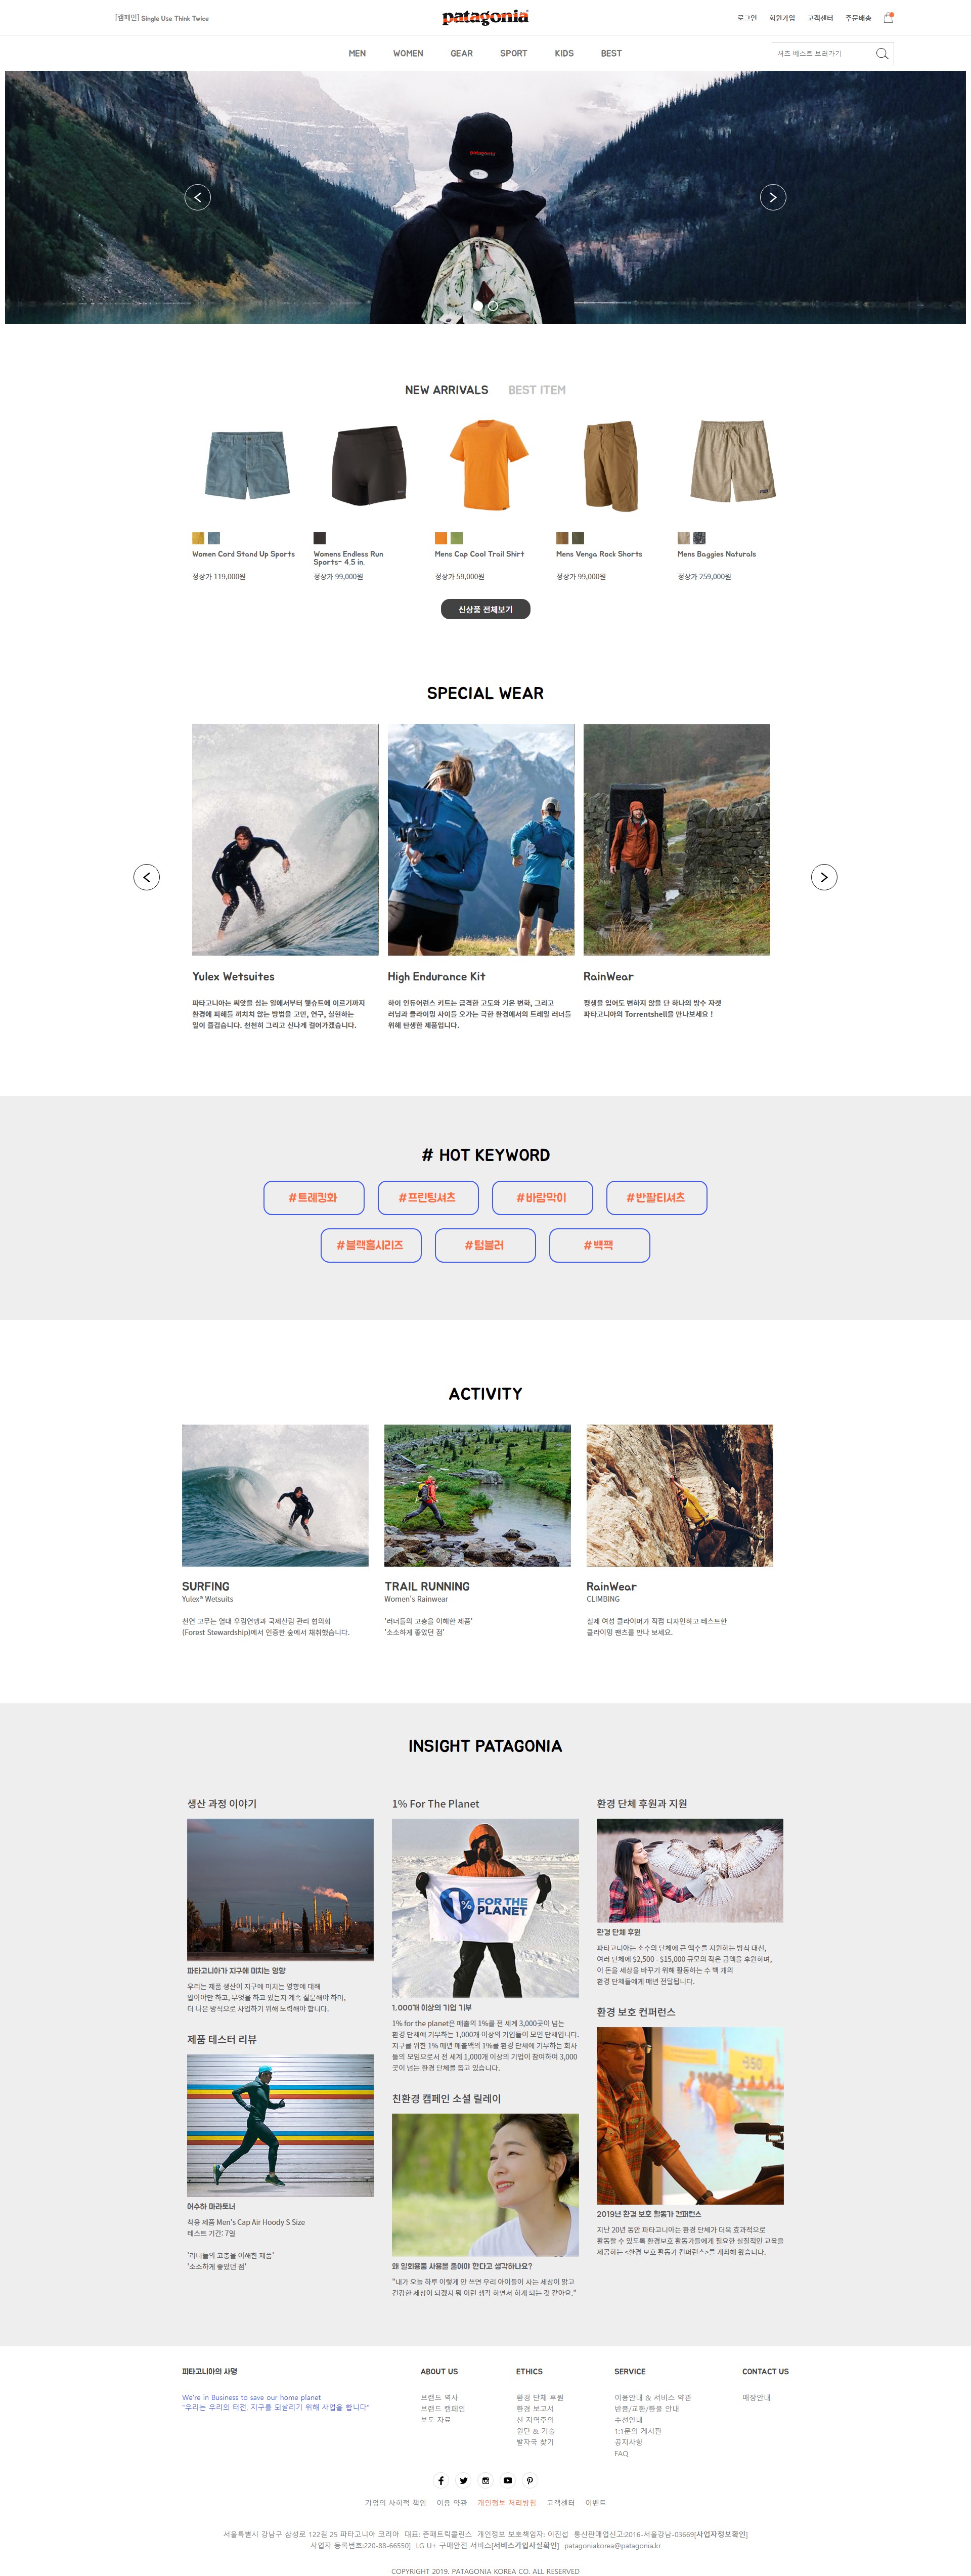 [캠페인] Single Use Think Twice
patagonia
로그인 회원가입 고객센터 주문배송
MEN WOMEN GEAR SPORT KIDS BEST
셔츠 베스트 보러가기
patagonia
NEW ARRIVALS BEST ITEM
Women Cord Stand Up Sports
정상가 119,000원
Womens Endless Run
Sports- 4.5 in.
정상가 99,000원
Mens Cap Cool Trail Shirt
정상가 59,000원
Mens Venga Rock Shorts
정상가 99,000원
Mens Baggies Naturals
정상가 259,000원
신상품 전체보기
SPECIAL WEAR
Yulex Wetsuites
파타고니아는 씨앗을 심는 일에서부터 웻슈트에 이르기까지
환경에 피해를 끼치지 않는 방법을 고민, 연구, 실현하는
일이 즐겁습니다. 천천히 그리고 신나게 걸어가겠습니다.
High Endurance Kit
하이 인듀어런스 키트는 급격한 고도와 기온 변화, 그리고
러닝과 클라이밍 사이를 오가는 극한 환경에서의 트레일 러너를
위해 탄생한 제품입니다.
RainWear
평생을 입어도 변하지 않을 단 하나의 방수 자켓
파타고니아의 Torrentshell을 만나보세요 !
# HOT KEYWORD
#트레킹화 #프린팅셔츠 #바람막이 #반팔티셔츠
#블랙홀시리즈 #텀블러 #백팩
ACTIVITY
SURFING
Yulex® Wetsuits
천연 고무는 열대 우림연맹과 국제산림 관리 협의회
(Forest Stewardship)에서 인증한 숲에서 채취했습니다.
TRAIL RUNNING
Women's Rainwear
'러너들의 고충을 이해한 제품'
'소소하게 좋았던 점'
RainWear
CLIMBING
실제 여성 클라이머가 직접 디자인하고 테스트한
클라이밍 팬츠를 만나 보세요.
INSIGHT PATAGONIA
생산 과정 이야기
파타고니아가 지구에 미치는 영향
우리는 제품 생산이 지구에 미치는 영향에 대해
알아야만 하고, 무엇을 하고 있는지 계속 질문해야 하며,
더 나은 방식으로 사업하기 위해 노력해야 합니다.
제품 테스터 리뷰
어수하 마라토너
착용 제품 Men's Cap Air Hoody S Size
테스트 기간: 7일
'러너들의 고충을 이해한 제품'
'소소하게 좋았던 점'
1% For The Planet
1% FOR THE
PLANET
1.000개 이상의 기업 기부
1% for the planet은 매출의 1%를 전 세계 3,000곳이 넘는
환경 단체에 기부하는 1,000개 이상의 기업들이 모인 단체입니다.
지구를 위한 1% 매년 매출액의 1%를 환경 단체에 기부하는 회사
들의 모임으로서 전 세계 1,000개 이상의 기업이 참여하여 3,000
곳이 넘는 환경 단체를 돕고 있습니다.
친환경 캠페인 소셜 릴레이
왜 일회용품 사용을 줄여야 한다고 생각하나요?
"내가 오늘 하루 이렇게 안 쓰면 우리 아이들이 사는 세상이 맑고
건강한 세상이 되겠지 뭐 이런 생각 하면서 하게 되는 것 같아요."
환경 단체 후원과 지원
환경 단체 후원
파타고니아는 소수의 단체에 큰 액수를 지원하는 방식 대신,
여러 단체에 $2,500 - $15,000 규모의 작은 금액을 후원하며,
이 돈을 세상을 바꾸기 위해 활동하는 수 백 개의
환경 단체들에게 매년 전달됩니다.
환경 보호 컨퍼런스
2019년 환경 보호 활동가 컨퍼런스
지난 20년 동안 파타고니아는 환경 단체가 더욱 효과적으로
활동할 수 있도록 환경보호 활동가들에게 필요한 실질적인 교육을
제공하는 <환경 보호 활동가 컨퍼런스>를 개최해 왔습니다.
파타고니아의 사명
We're in Business to save our home planet
"우리는 우리의 터전, 지구를 되살리기 위해 사업을 합니다"
ABOUT US
브랜드 역사
브랜드 캠페인
보도 자료
ETHICS
환경 단체 후원
환경 보고서
신 지역주의
원단 & 기술
발자국 찾기
SERVICE
이용안내 & 서비스 약관
반품/교환/환불 안내
수선안내
1:1문의 게시판
공지사항
FAQ
CONTACT US
매장안내
기업의 사회적 책임 이용 약관 개인정보 처리방침 고객센터 이벤트
서울특별시 강남구 삼성로 122길 25 파타고니아 코리아 대표: 존패트릭콜린스 개인정보 보호책임자: 이진섭 통신판매업신고:2016-서울강남-03669[사업자정보확인]
사업자 등록번호:220-88-66550] LG U+ 구매안전 서비스[서비스가입사실확인] patagoniakorea@patagonia.kr
COPYRIGHT 2019. PATAGONIA KOREA CO. ALL RESERVED